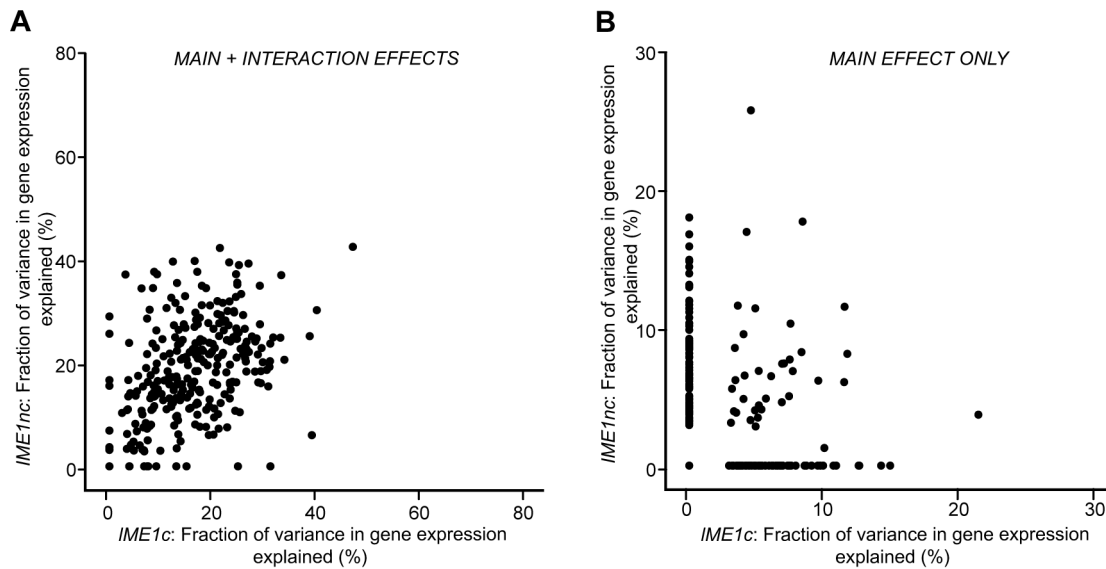 A
MAIN + INTERACTION EFFECTS
IME1nc: Fraction of variance in gene expression
explained (%)
80
60
40
20
0
0 20 40 60 80
IME1c: Fraction of variance in gene expression
explained (%)
B
MAIN EFFECT ONLY
IME1nc: Fraction of variance in gene expression
explained (%)
30
20
10
0
0 10 20 30
IME1c: Fraction of variance in gene expression
explained (%)